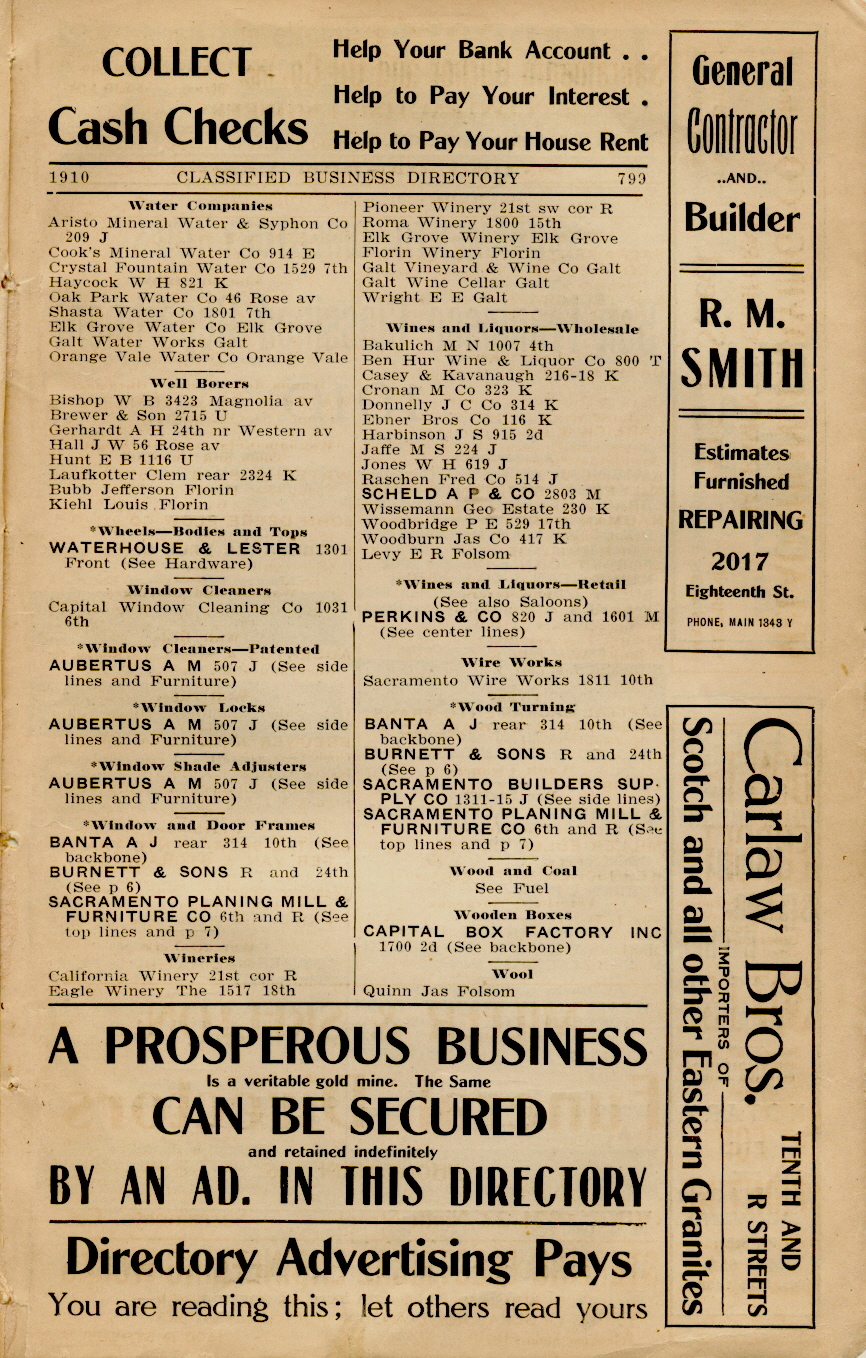 COLLECT
Cash Checks
Help Your Bank Account . .
Help to Pay Your Interest .
Help to Pay Your House Rent
1910 CLASSIFIED BUSINESS DIRECTORY 799
Water Companies
Aristo Mineral Water & Syphon Co
209 J
Cook's Mineral Water Co 914 E
Crystal Fountain Water Co 1529 7th
Haycock W H 821 K
Oak Park Water Co 46 Rose av
Shasta Water Co 1801 7th
Elk Grove Water Co Elk Grove
Galt Water Works Galt
Orange Vale Water Co Orange Vale
Well Borers
Bishop W B 3423 Magnolia av
Brewer & Son 2715 U
Gerhardt A H 24th nr Western av
Hall J W 56 Rose av
Hunt E B 1116 U
Laufkotter Clem rear 2324 K
Bubb Jefferson Florin
Kiehl Louis Florin
*Wheels—Bodies and Tops
WATERHOUSE & LESTER 1301
Front (See Hardware)
Window Cleaners
Capital Window Cleaning Co 1031
6th
*Window Cleaners—Patented
AUBERTUS A M 507 J (See side
lines and Furniture)
*Window Locks
AUBERTUS A M 507 J (See side
lines and Furniture)
*Window Shade Adjusters
AUBERTUS A M 507 J (See side
lines and Furniture)
*Window and Door Frames
BANTA A J rear 314 10th (See
backbone)
BURNETT & SONS R and 24th
(See p 6)
SACRAMENTO PLANING MILL &
FURNITURE CO 6th and R (See
top lines and p 7)
Wineries
California Winery 21st cor R
Eagle Winery The 1517 18th
Pioneer Winery 21st sw cor R
Roma Winery 1800 15th
Elk Grove Winery Elk Grove
Florin Winery Florin
Galt Vineyard & Wine Co Galt
Galt Wine Cellar Galt
Wright E E Galt
Wines and Liquors—Wholesale
Bakulich M N 1007 4th
Ben Hur Wine & Liquor Co 800 T
Casey & Kavanaugh 216-18 K
Cronan M Co 323 K
Donnelly J C Co 314 K
Ebner Bros Co 116 K
Harbinson J S 915 2d
Jaffe M S 224 J
Jones W H 619 J
Raschen Fred Co 514 J
SCHELD A P & CO 2803 M
Wissemann Geo Estate 230 K
Woodbridge P E 529 17th
Woodburn Jas Co 417 K
Levy E R Folsom
*Wines and Liquors—Retail
(See also Saloons)
PERKINS & CO 820 J and 1601 M
(See center lines)
Wire Works
Sacramento Wire Works 1811 10th
*Wood Turning
BANTA A J rear 314 10th (See
backbone)
BURNETT & SONS R and 24th
(See p 6)
SACRAMENTO BUILDERS SUP-
PLY CO 1311-15 J (See side lines)
SACRAMENTO PLANING MILL &
FURNITURE CO 6th and R (See
top lines and p 7)
Wood and Coal
See Fuel
Wooden Boxes
CAPITAL BOX FACTORY INC
1700 2d (See backbone)
Wool
Quinn Jas Folsom
A PROSPEROUS BUSINESS
Is a veritable gold mine. The Same
CAN BE SECURED
and retained indefinitely
BY AN AD. IN THIS DIRECTORY
Directory Advertising Pays
You are reading this; let others read yours
General
Contractor
..AND..
Builder
R. M.
SMITH
Estimates
Furnished
REPAIRING
2017
Eighteenth St.
PHONE, MAIN 1343 Y
Carlaw Bros.
TENTH AND
R STREETS
IMPORTERS OF
Scotch and all other Eastern Granites